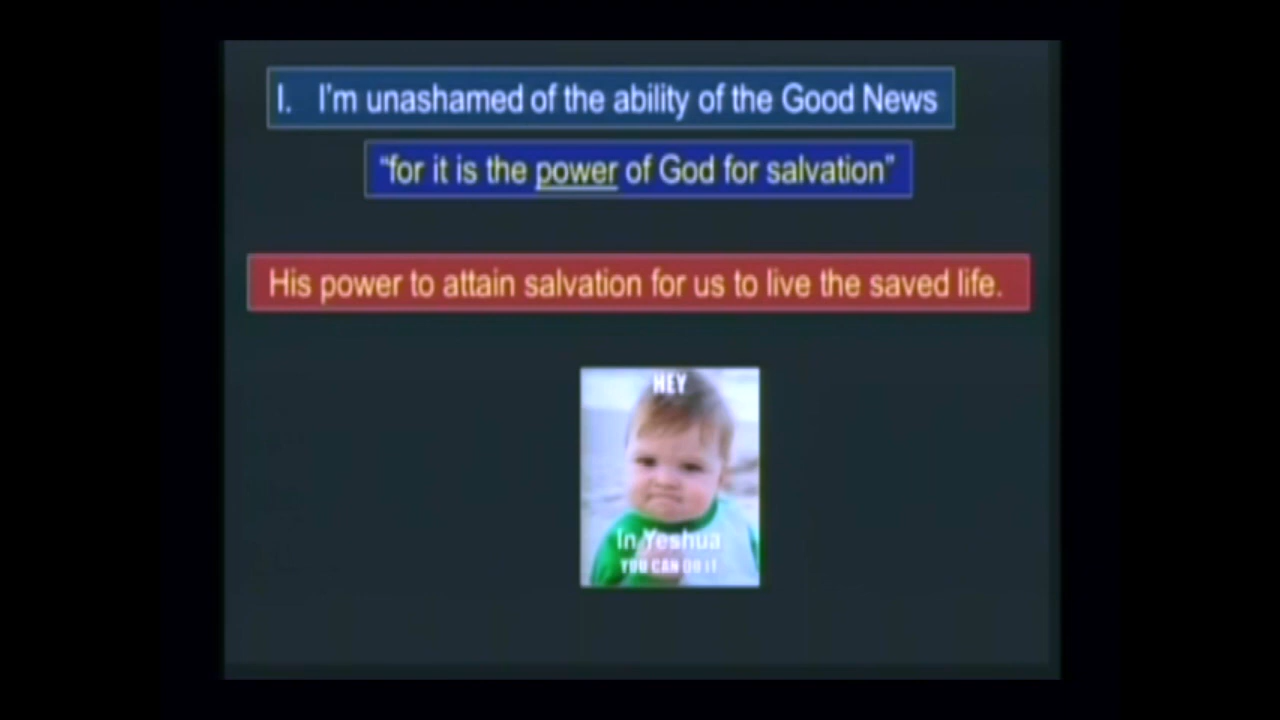 I. I'm unashamed of the ability of the Good News
“for it is the power of God for salvation”
His power to attain salvation for us to live the saved life.
HEY
In Yeshua
YOU CAN DO IT